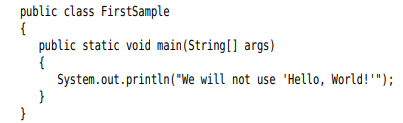 public class FirstSample
{
   public static void main(String[] args)
   {
      System.out.println("We will not use 'Hello, World!'");
   }
}